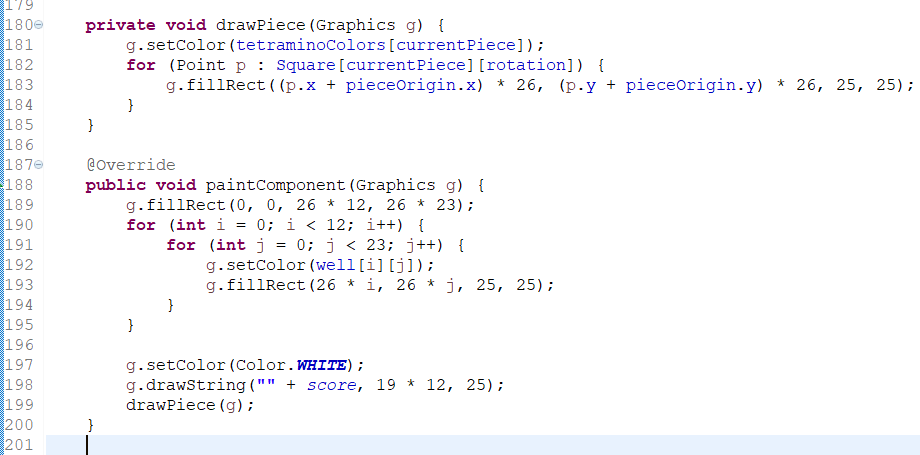 179
180 private void drawPiece(Graphics g) {
181 g.setColor(tetraminoColors[currentPiece]);
182 for (Point p : Square[currentPiece][rotation]) {
183 g.fillRect((p.x + pieceOrigin.x) * 26, (p.y + pieceOrigin.y) * 26, 25, 25);
184 }
185 }
186
187 @Override
188 public void paintComponent(Graphics g) {
189 g.fillRect(0, 0, 26 * 12, 26 * 23);
190 for (int i = 0; i < 12; i++) {
191 for (int j = 0; j < 23; j++) {
192 g.setColor(well[i][j]);
193 g.fillRect(26 * i, 26 * j, 25, 25);
194 }
195 }
196
197 g.setColor(Color.WHITE);
198 g.drawString("" + score, 19 * 12, 25);
199 drawPiece(g);
200 }
201